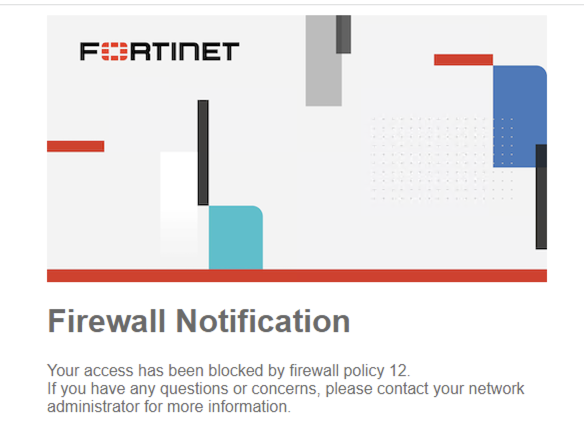 FORTINET
Firewall Notification
Your access has been blocked by firewall policy 12.
If you have any questions or concerns, please contact your network
administrator for more information.